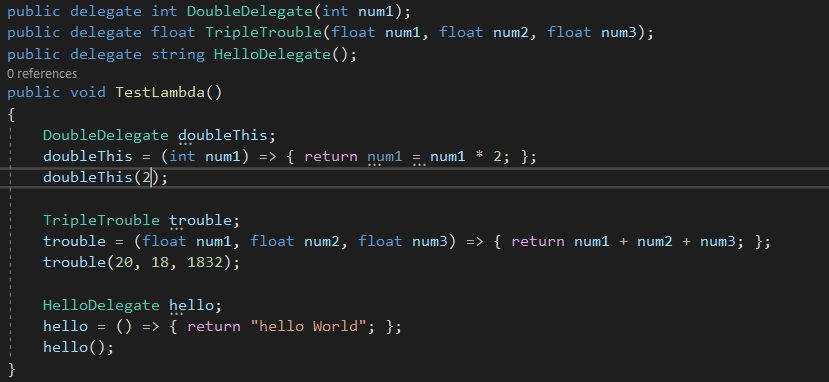 public delegate int DoubleDelegate(int num1);
public delegate float TripleTrouble(float num1, float num2, float num3);
public delegate string HelloDelegate();
0 references
public void TestLambda()
{
DoubleDelegate doubleThis;
doubleThis = (int num1) => { return num1 = num1 * 2; };
doubleThis(2);
TripleTrouble trouble;
trouble = (float num1, float num2, float num3) => { return num1 + num2 + num3; };
trouble(20, 18, 1832);
HelloDelegate hello;
hello = () => { return "hello World"; };
hello();
}